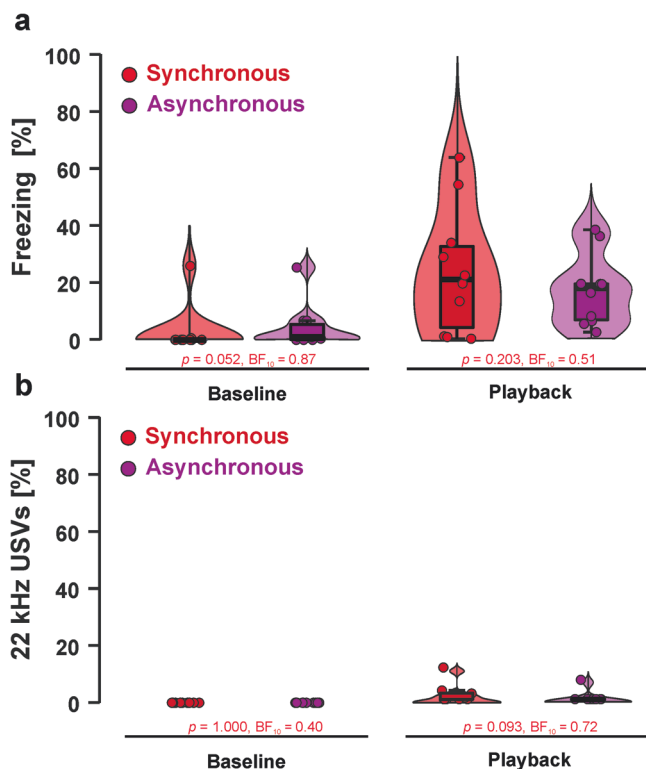 a
Freezing [%]
100
80
60
40
20
0
Synchronous
Asynchronous
p = 0.052, BF₁₀ = 0.87
p = 0.203, BF₁₀ = 0.51
Baseline
Playback
b
22 kHz USVs [%]
100
80
60
40
20
0
Synchronous
Asynchronous
p = 1.000, BF₁₀ = 0.40
p = 0.093, BF₁₀ = 0.72
Baseline
Playback